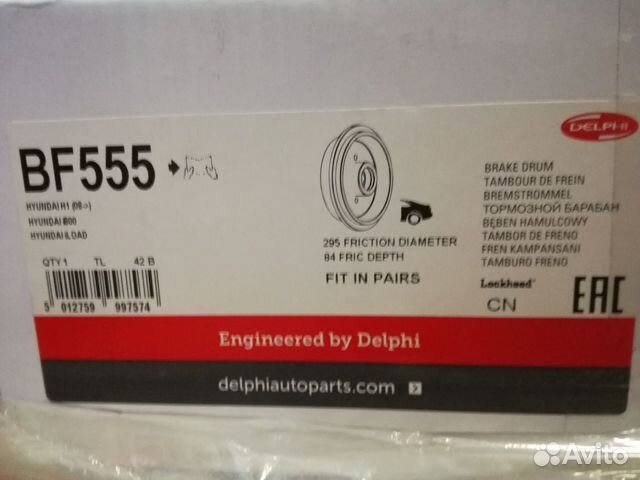 DELPHI
BF555
HYUNDAI H1 (08->)
HYUNDAI i800
HYUNDAI iLOAD
QTY 1 TL 42 B
5 012759 997574
295 FRICTION DIAMETER
84 FRIC DEPTH
FIT IN PAIRS
BRAKE DRUM
TAMBOUR DE FREIN
BREMSTROMMEL
ТОРМОЗНОЙ БАРАБАН
BĘBEN HAMULCOWY
TAMBOR DE FRENO
FREN KAMPANSANI
TAMBURO FRENO
Lockheed
CN
EAC
Engineered by Delphi
delphiautoparts.com
Avito